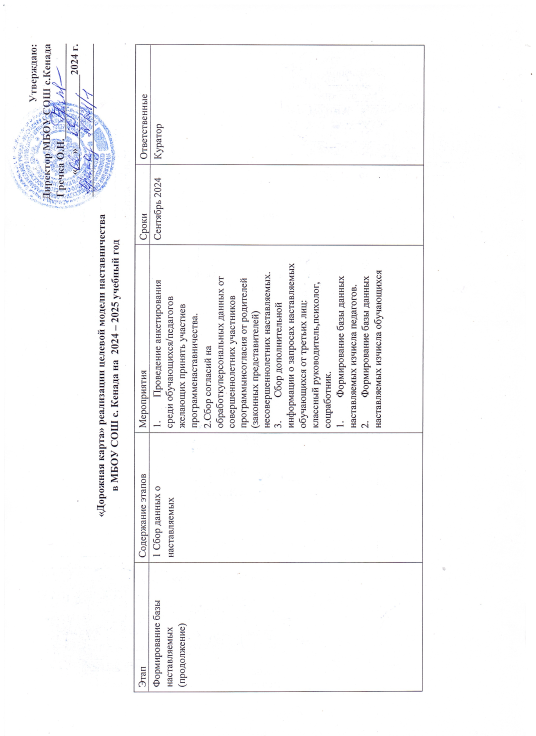 Утверждаю:
Директор МБОУ СОШ с.Кенада
Гречка О.Н.
2024 г.
«Дорожная карта» реализации целевой модели наставничества
в МБОУ СОШ с. Кенада на 2024 – 2025 учебный год
Этап
Содержание этапов
Мероприятия
Сроки
Ответственные
Формирование базы
наставляемых
(продолжение)
1 Сбор данных о
наставляемых
1. Проведение анкетирования
среди обучающихся/педагогов
желающих принять участиев
программенаставничества.
2.Сбор согласий на
обработкуперсональных данных от
совершеннолетних участников
программысогласия от родителей
(законных представителей)
несовершеннолетних наставляемых.
3. Сбор дополнительной
информации о запросах наставляемых
обучающихся от третьих лиц:
классный руководитель,психолог,
соцработник.
1. Формирование базы данных
наставляемых изчисла педагогов.
2. Формирование базы данных
наставляемых изчисла обучающихся
Сентябрь 2024
Куратор